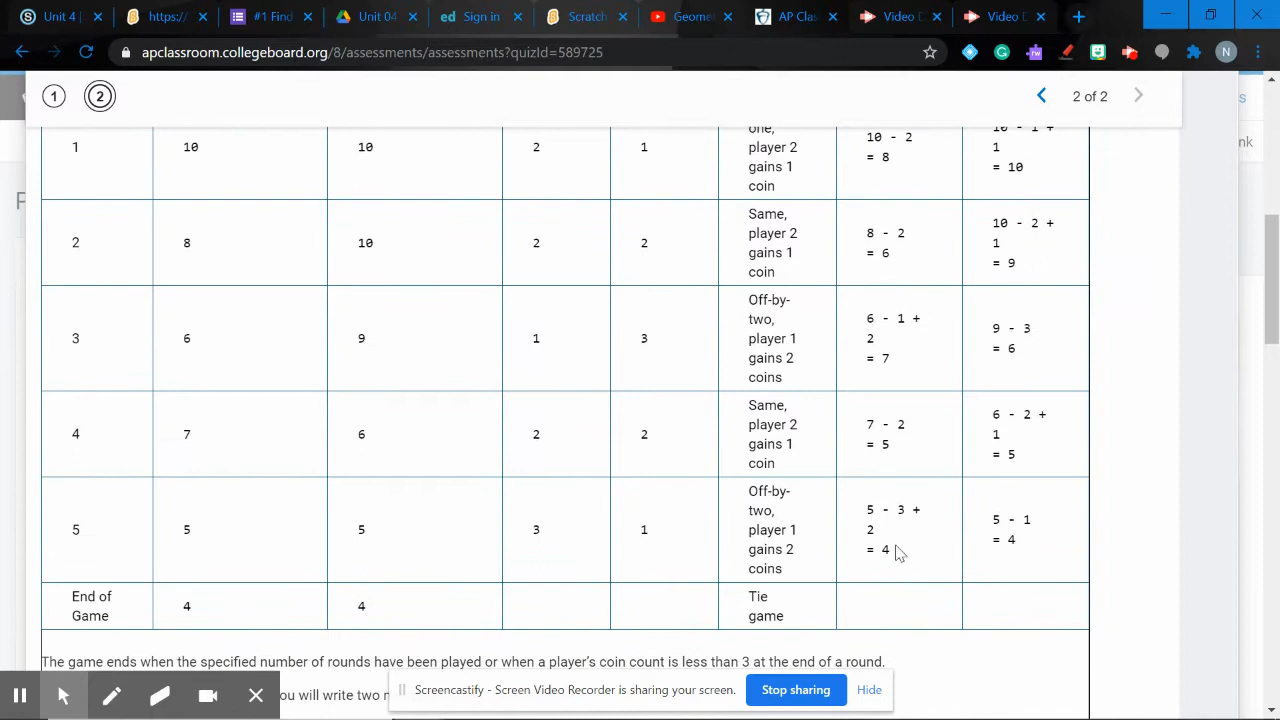 Unit 4 |
https://
#1 Find
Unit 04
Sign in
Scratch
Geome
AP Clas
Video D
Video D
apclassroom.collegeboard.org/8/assessments/assessments?quizId=589725
N
1
2
2 of 2
1 10 10 2 1
one,
player 2
gains 1
coin
10 - 2
= 8
10 - 1 +
1
= 10
2 8 10 2 2
Same,
player 2
gains 1
coin
8 - 2
= 6
10 - 2 +
1
= 9
3 6 9 1 3
Off-by-
two,
player 1
gains 2
coins
6 - 1 +
2
= 7
9 - 3
= 6
4 7 6 2 2
Same,
player 2
gains 1
coin
7 - 2
= 5
6 - 2 +
1
= 5
5 5 5 3 1
Off-by-
two,
player 1
gains 2
coins
5 - 3 +
2
= 4
5 - 1
= 4
End of
Game
4 4
Tie
game
The game ends when the specified number of rounds have been played or when a player's coin count is less than 3 at the end of a round.
ou will write two
Screencastify - Screen Video Recorder is sharing your screen.
Stop sharing
Hide